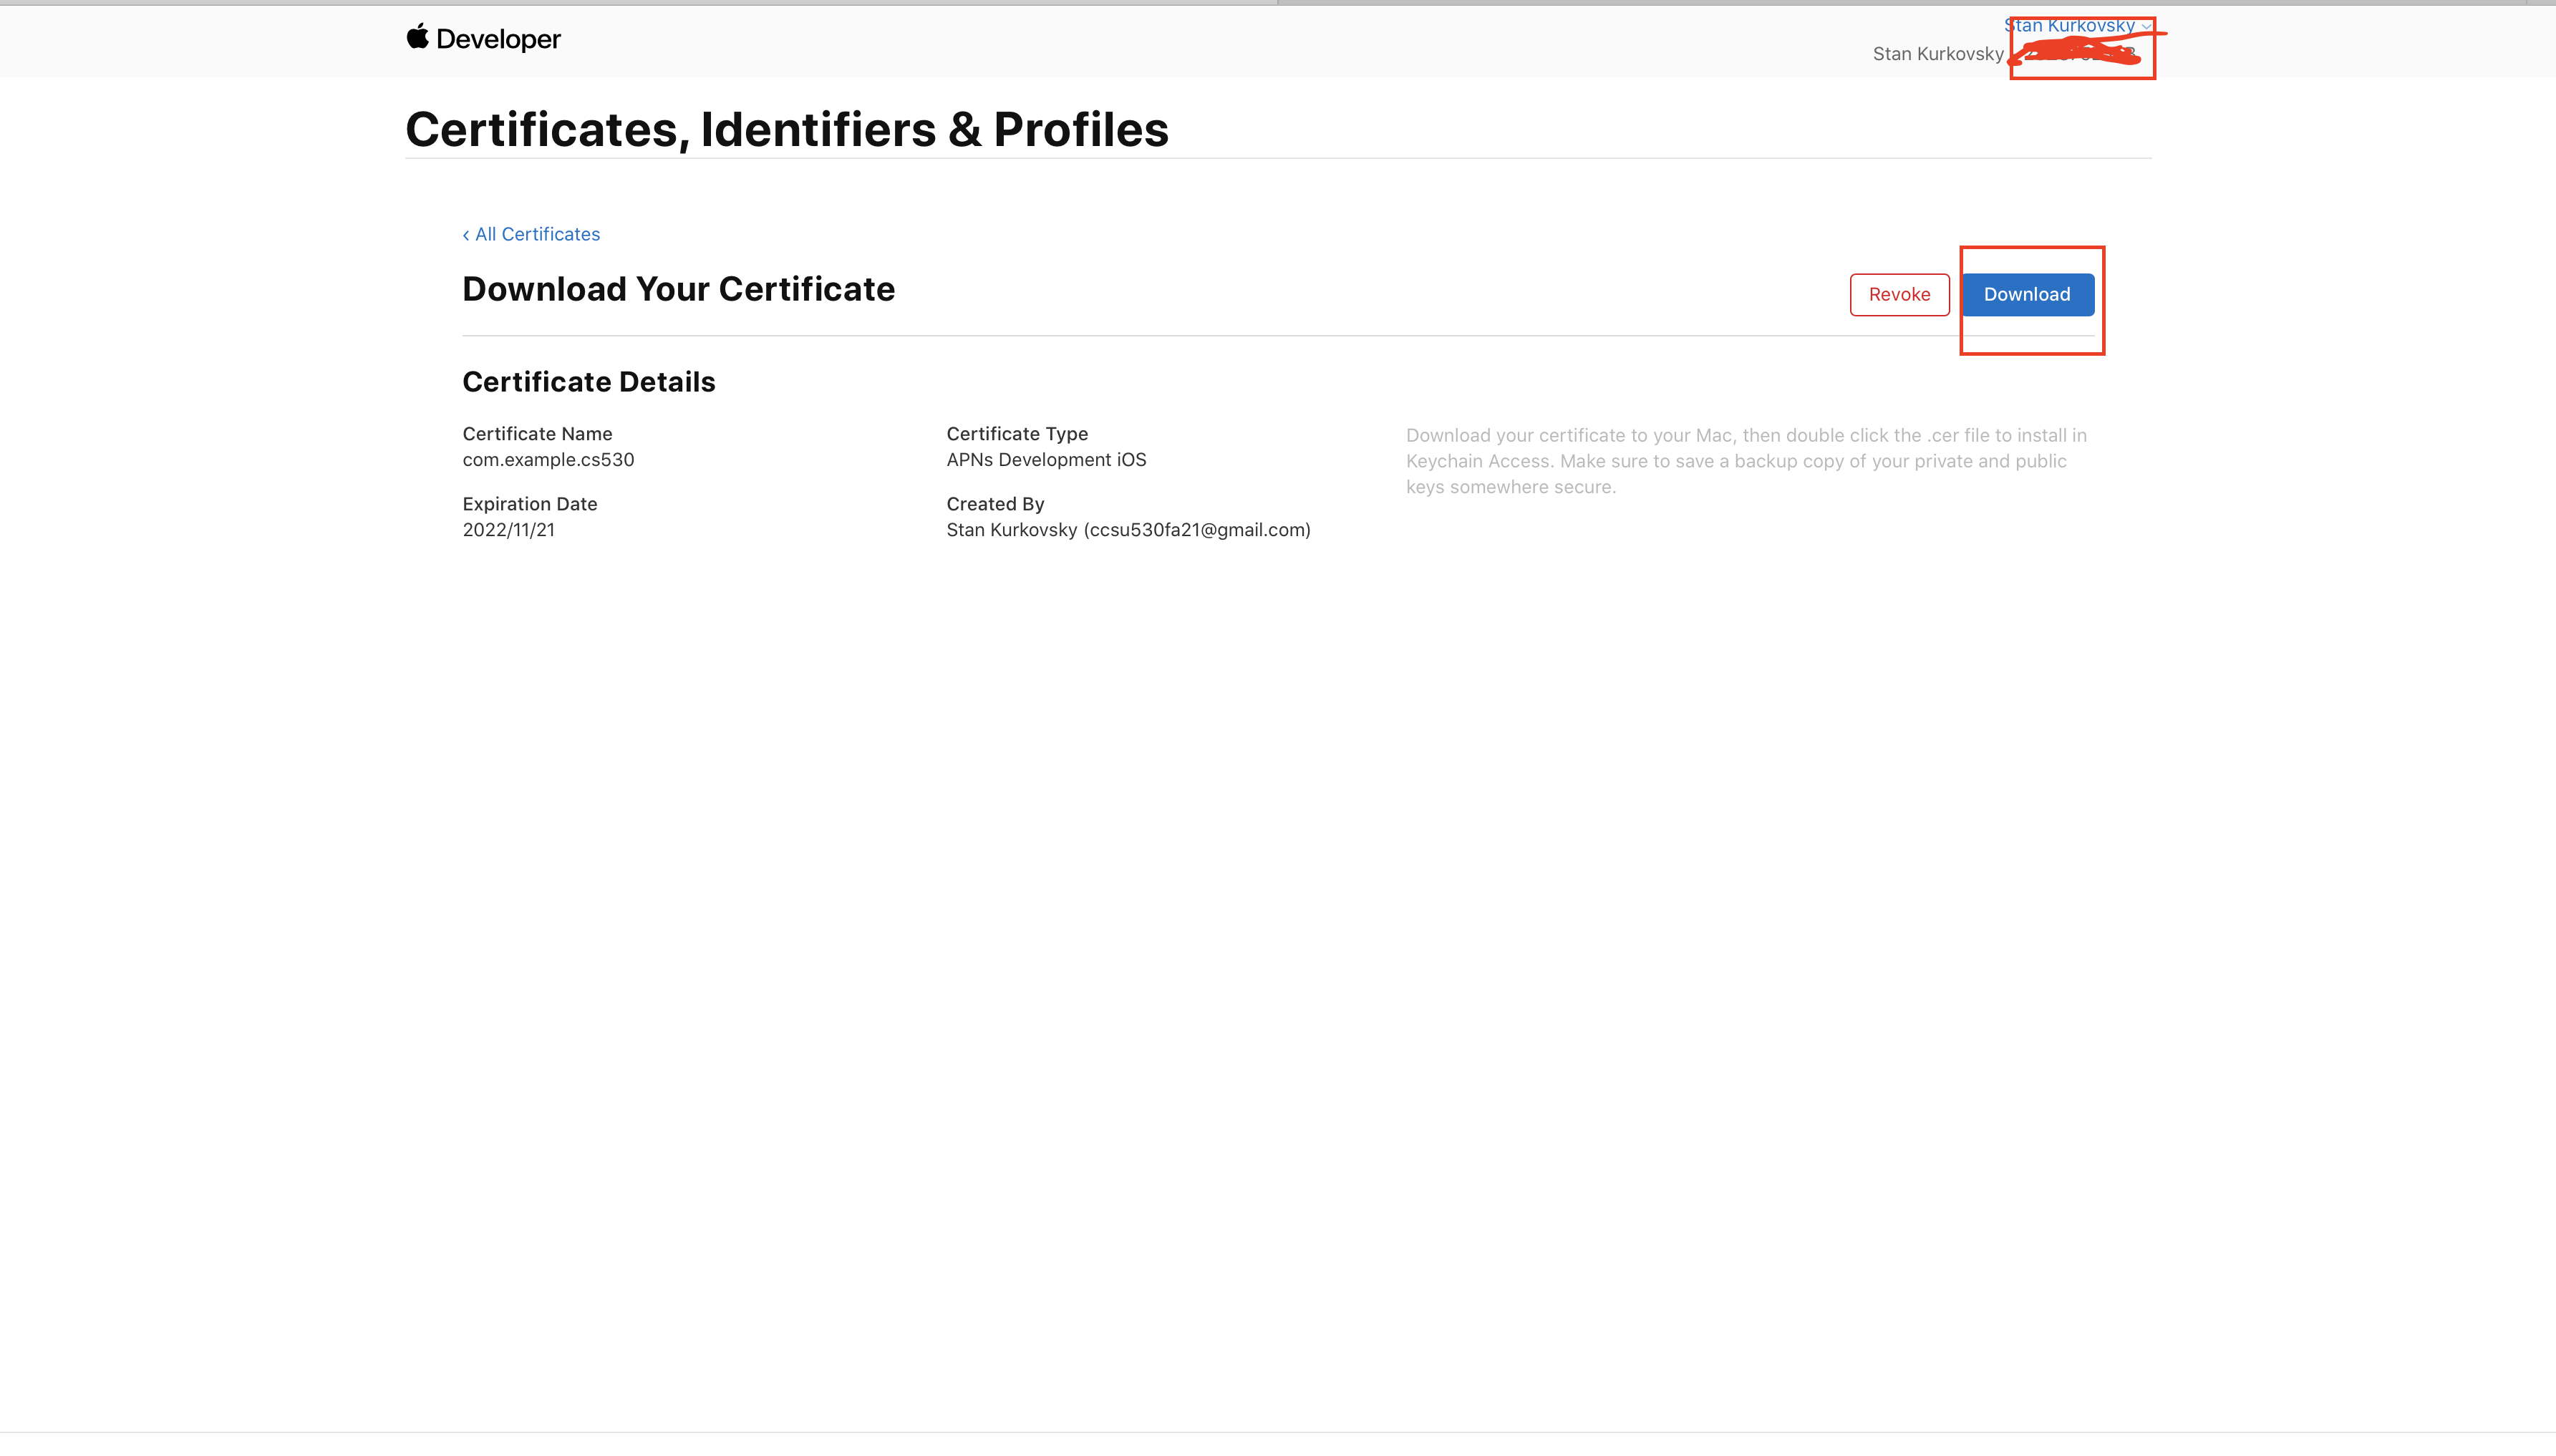 Developer
Stan Kurkovsky
Stan Kurkovsky
Certificates, Identifiers & Profiles
‹ All Certificates
Download Your Certificate
Revoke
Download
Certificate Details
Certificate Name
com.example.cs530
Certificate Type
APNs Development iOS
Download your certificate to your Mac, then double click the .cer file to install in
Keychain Access. Make sure to save a backup copy of your private and public
keys somewhere secure.
Expiration Date
2022/11/21
Created By
Stan Kurkovsky (ccsu530fa21@gmail.com)